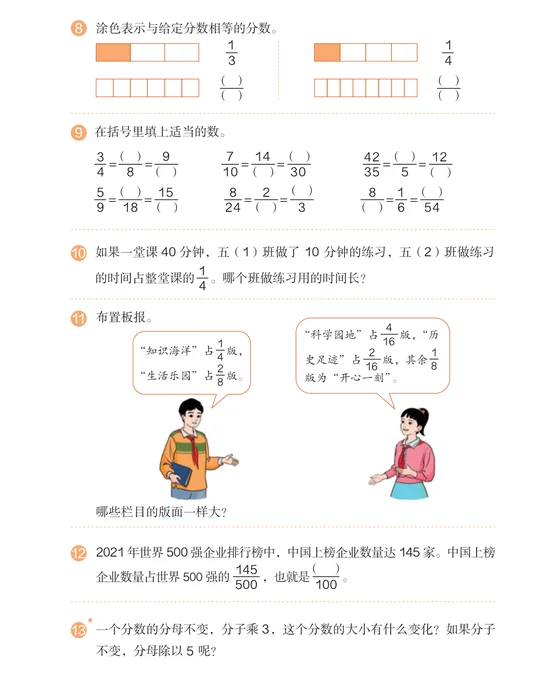 8 涂色表示与给定分数相等的分数。
1/3 1/4
( )/( ) ( )/( )
9 在括号里填上适当的数。
3/4=( )/8=9/( ) 7/10=14/( )=( )/30 42/35=( )/5=12/( )
5/9=( )/18=15/( ) 8/24=2/( )=( )/3 8/( )=1/6=( )/54
10 如果一堂课 40 分钟，五（1）班做了 10 分钟的练习，五（2）班做练习
的时间占整堂课的 1/4。哪个班做练习用的时间长？
11 布置板报。
“知识海洋”占 1/4 版，
“生活乐园”占 2/8 版。
“科学园地”占 4/16 版，“历
史足迹”占 2/16 版，其余 1/8
版为“开心一刻”。
哪些栏目的版面一样大？
12 2021 年世界 500 强企业排行榜中，中国上榜企业数量达 145 家。中国上榜
企业数量占世界 500 强的 145/500，也就是 ( )/100。
13* 一个分数的分母不变，分子乘 3，这个分数的大小有什么变化？如果分子
不变，分母除以 5 呢？